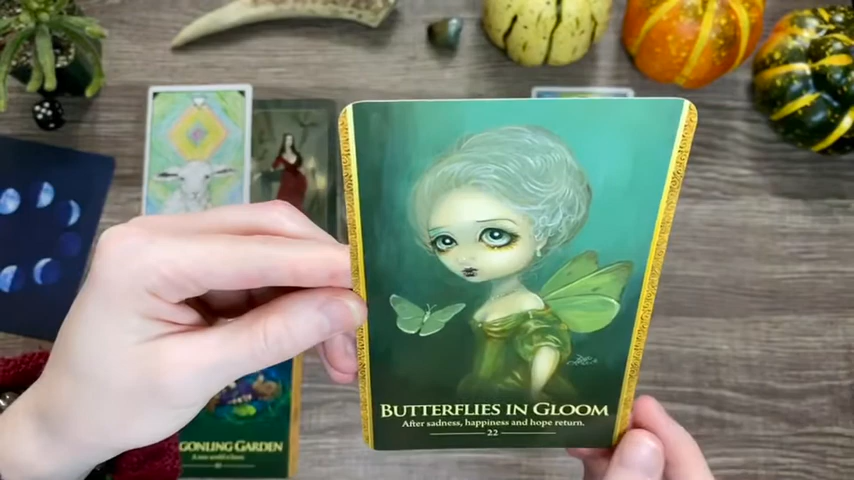 BUTTERFLIES IN GLOOM
After sadness, happiness and hope return.
22
GONLING GARDEN